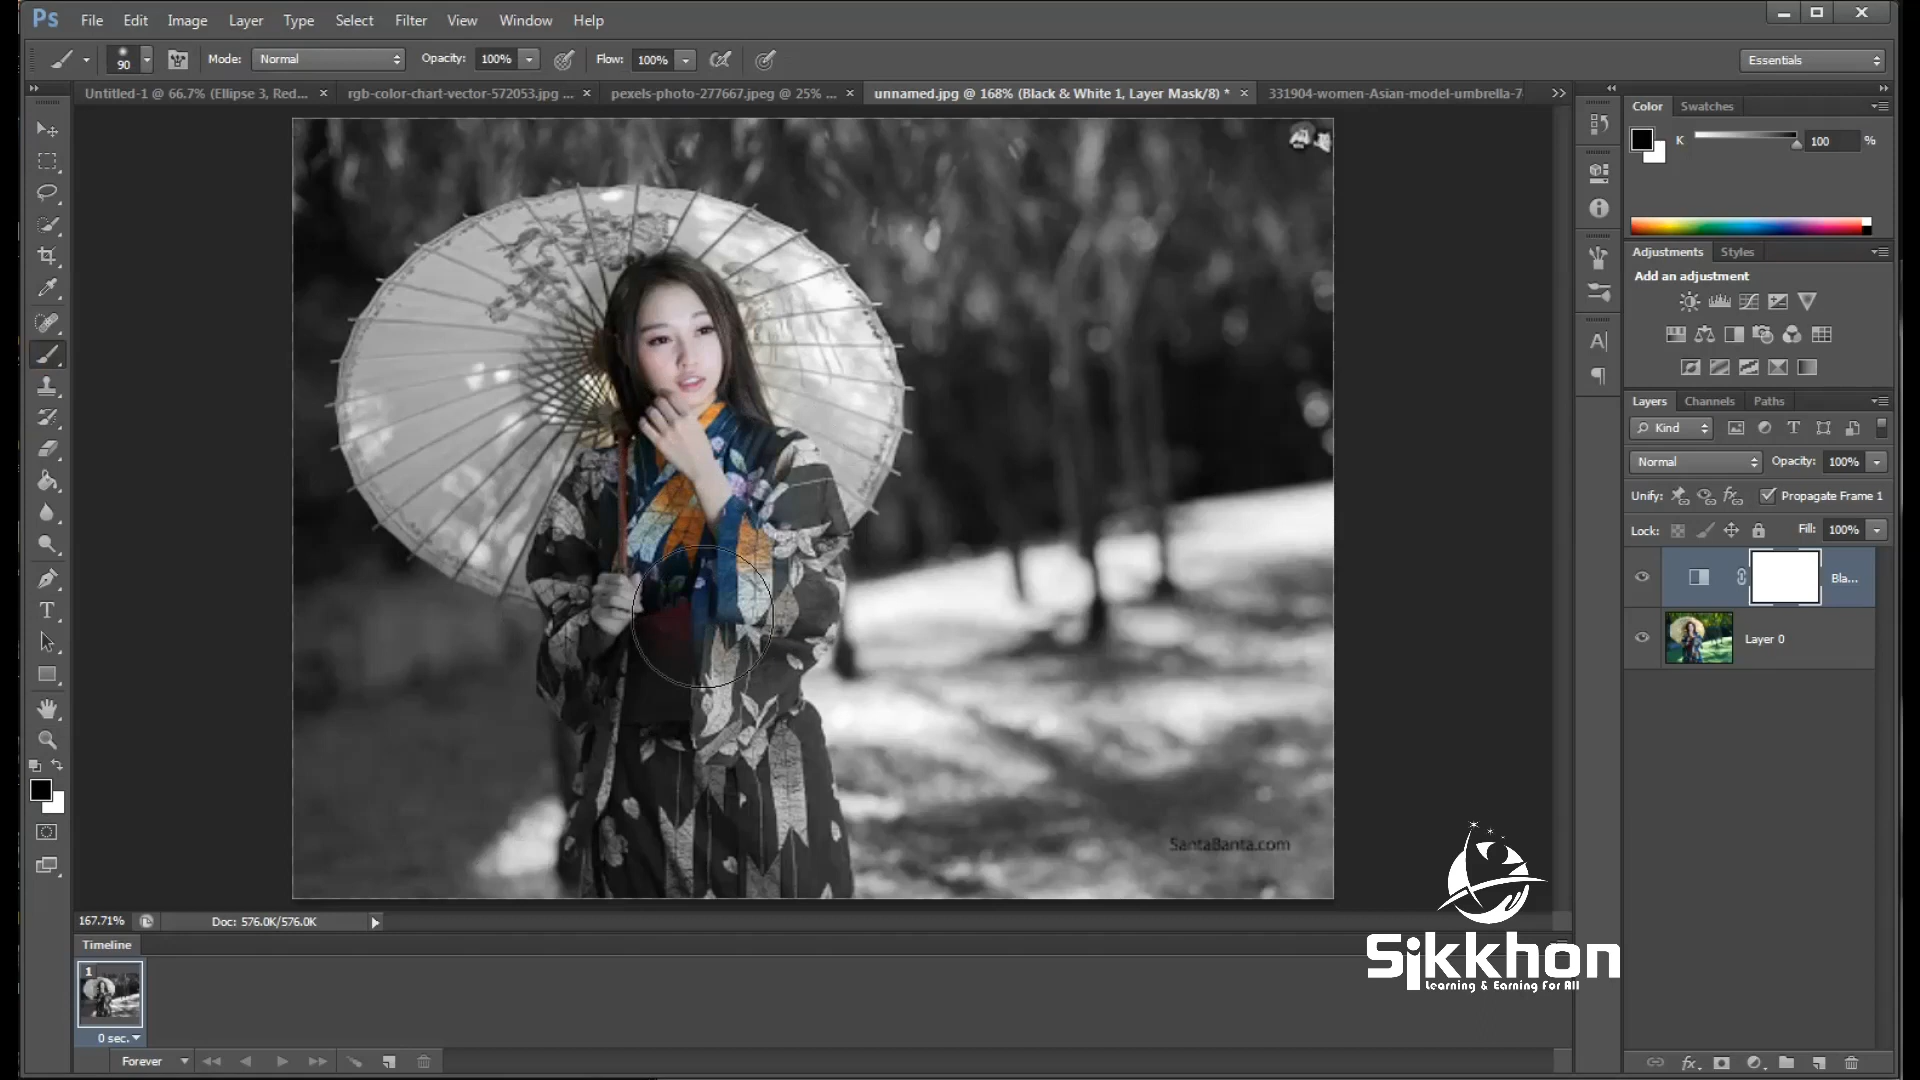 Ps File Edit Image Layer Type Select Filter View Window Help
90 Mode: Normal Opacity: 100% Flow: 100% Essentials
Untitled-1 @ 66.7% (Ellipse 3, Red... × rgb-color-chart-vector-572053.jpg ... × pexels-photo-277667.jpeg @ 25% ... × unnamed.jpg @ 168% (Black & White 1, Layer Mask/8) * × 331904-women-Asian-model-umbrella-7
Color Swatches
K 100 %
Adjustments Styles
Add an adjustment
Layers Channels Paths
Kind
Normal Opacity: 100%
Unify: Propagate Frame 1
Lock: Fill: 100%
Bla...
Layer 0
SantaBanta.com
167.71% Doc: 576.0K/576.0K
Timeline
1
0 sec.
Forever
Sikkhon
Learning & Earning For All